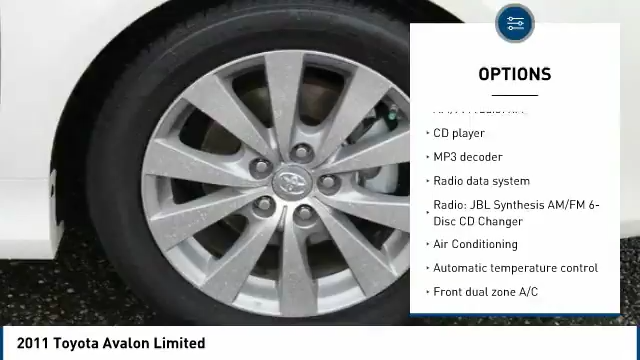 OPTIONS
CD player
MP3 decoder
Radio data system
Radio: JBL Synthesis AM/FM 6-
Disc CD Changer
Air Conditioning
Automatic temperature control
Front dual zone A/C
2011 Toyota Avalon Limited